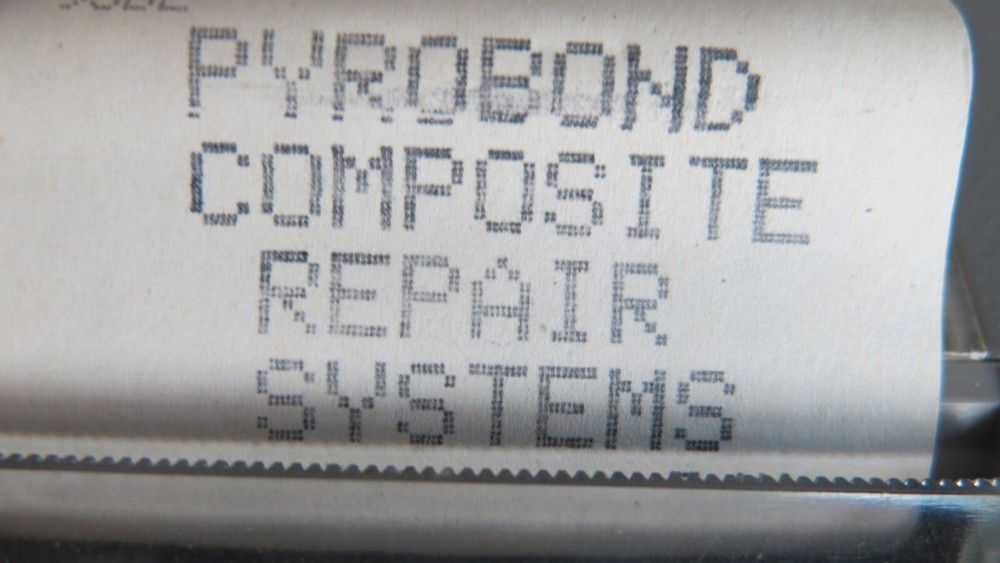 PYROBOND
COMPOSITE
REPAIR
SYSTEMS